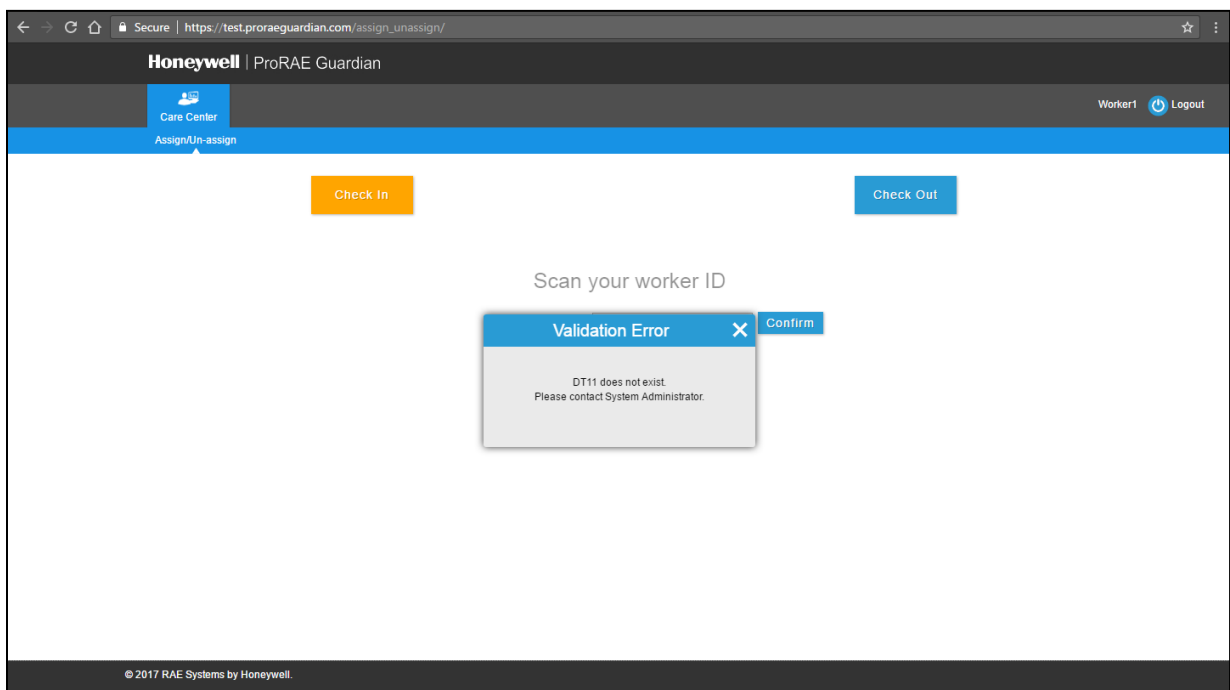 Secure | https://test.proraeguardian.com/assign_unassign/
Honeywell | ProRAE Guardian
Care Center
Worker1 Logout
Assign/Un-assign
Check In Check Out
Scan your worker ID
Confirm
Validation Error
DT11 does not exist.
Please contact System Administrator.
© 2017 RAE Systems by Honeywell.